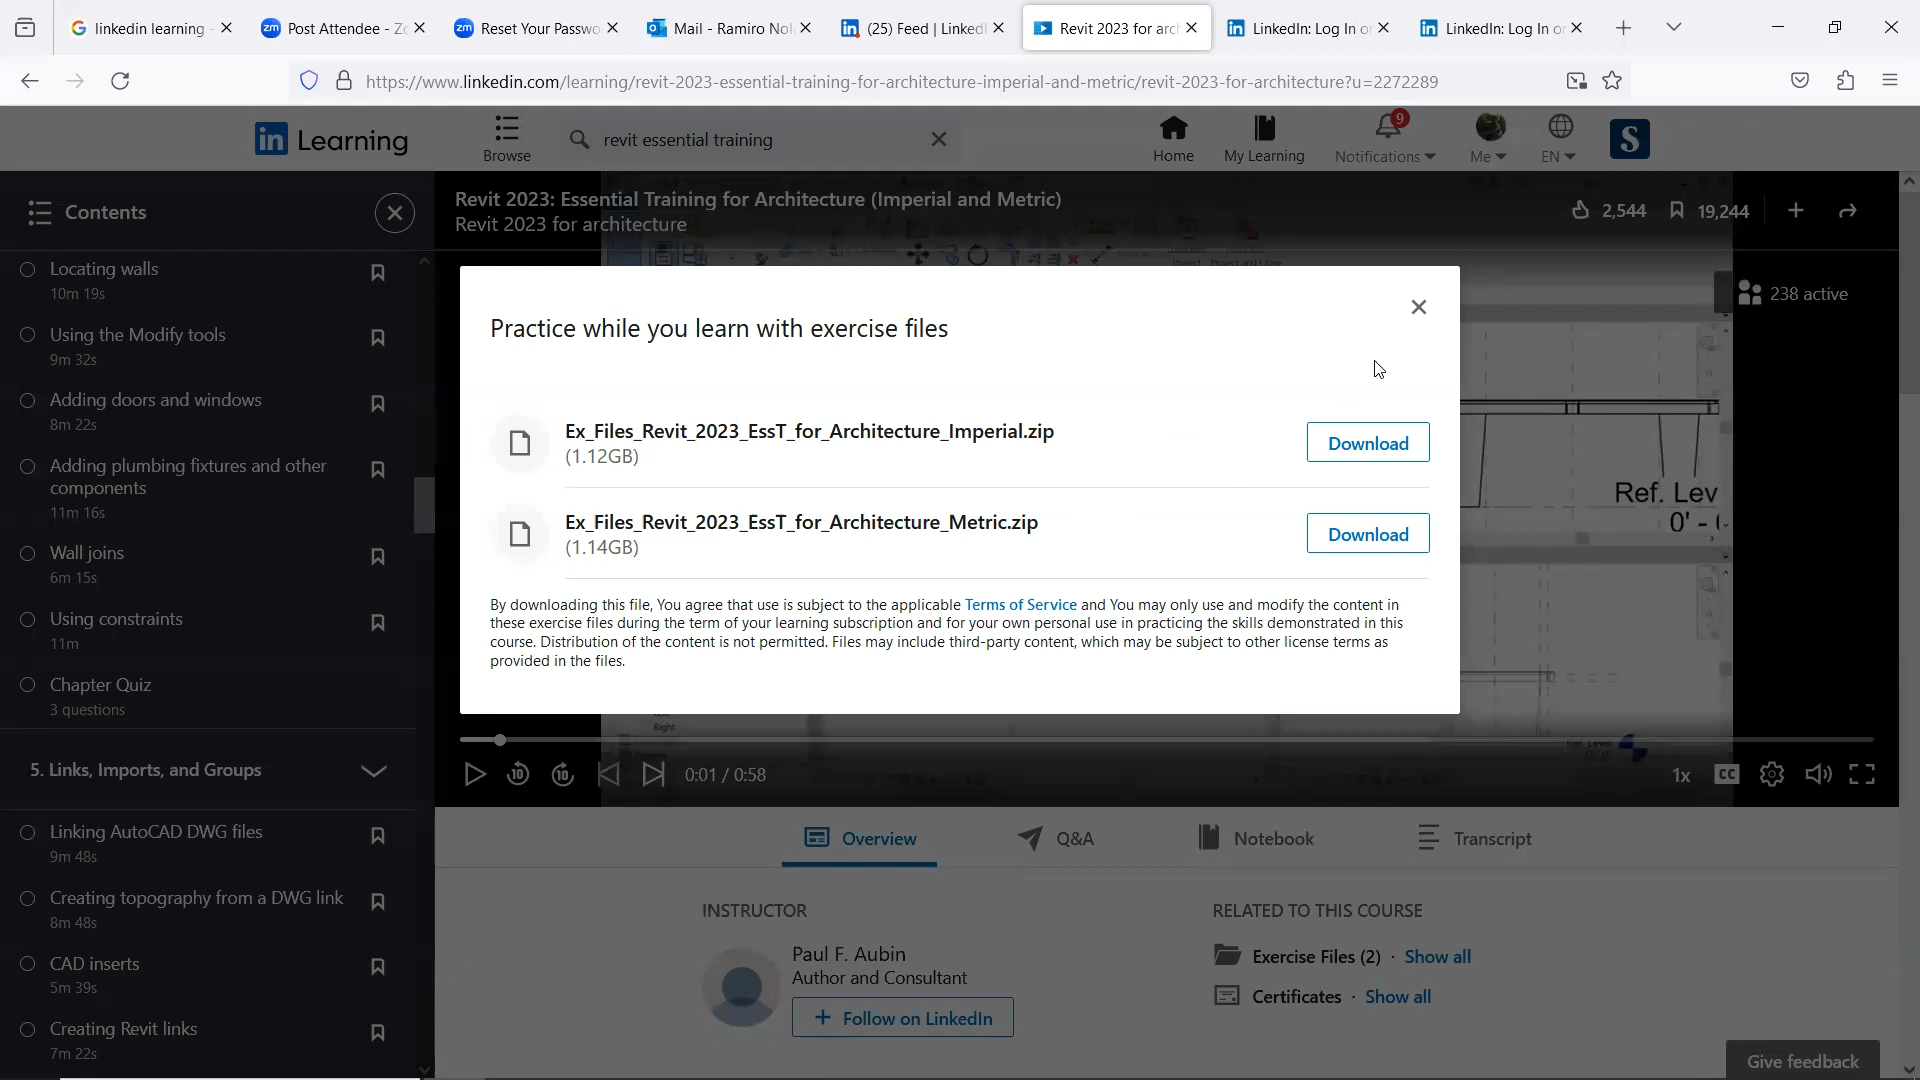 linkedin learning -
Post Attendee - Zo
Reset Your Passwo
Mail - Ramiro Nol
(25) Feed | LinkedI
Revit 2023 for arc
LinkedIn: Log In or
LinkedIn: Log In or
https://www.linkedin.com/learning/revit-2023-essential-training-for-architecture-imperial-and-metric/revit-2023-for-architecture?u=2272289
in Learning
Browse
revit essential training
Home
My Learning
9
Notifications
Me
EN
S
Contents
Revit 2023: Essential Training for Architecture (Imperial and Metric)
Revit 2023 for architecture
2,544
19,244
238 active
Locating walls
10m 19s
Using the Modify tools
9m 32s
Adding doors and windows
8m 22s
Adding plumbing fixtures and other
components
11m 16s
Wall joins
6m 15s
Using constraints
11m
Chapter Quiz
3 questions
5. Links, Imports, and Groups
Linking AutoCAD DWG files
9m 48s
Creating topography from a DWG link
8m 48s
CAD inserts
5m 39s
Creating Revit links
7m 22s
Practice while you learn with exercise files
Ex_Files_Revit_2023_EssT_for_Architecture_Imperial.zip
(1.12GB)
Download
Ex_Files_Revit_2023_EssT_for_Architecture_Metric.zip
(1.14GB)
Download
By downloading this file, You agree that use is subject to the applicable Terms of Service and You may only use and modify the content in
these exercise files during the term of your learning subscription and for your own personal use in practicing the skills demonstrated in this
course. Distribution of the content is not permitted. Files may include third-party content, which may be subject to other license terms as
provided in the files.
Ref. Lev
0' - (
Right
Ref. Level
10
10
0:01 / 0:58
1x
CC
Overview
Q&A
Notebook
Transcript
INSTRUCTOR
Paul F. Aubin
Author and Consultant
+ Follow on LinkedIn
RELATED TO THIS COURSE
Exercise Files (2) · Show all
Certificates · Show all
Give feedback